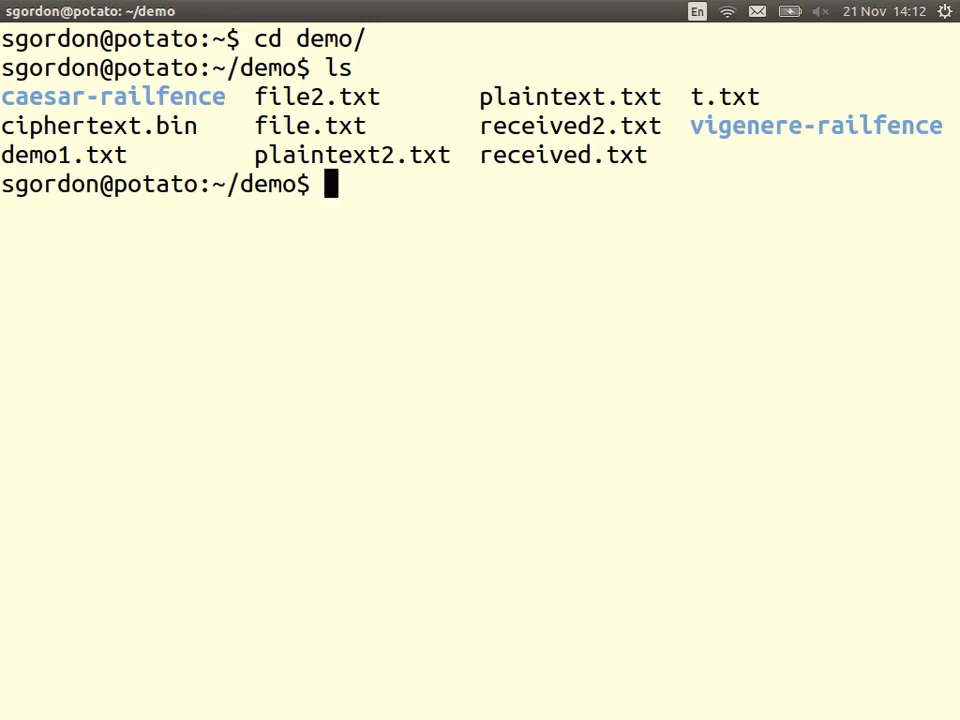 sgordon@potato: ~/demo En 21 Nov 14:12
sgordon@potato:~$ cd demo/
sgordon@potato:~/demo$ ls
caesar-railfence file2.txt plaintext.txt t.txt
ciphertext.bin file.txt received2.txt vigenere-railfence
demo1.txt plaintext2.txt received.txt
sgordon@potato:~/demo$